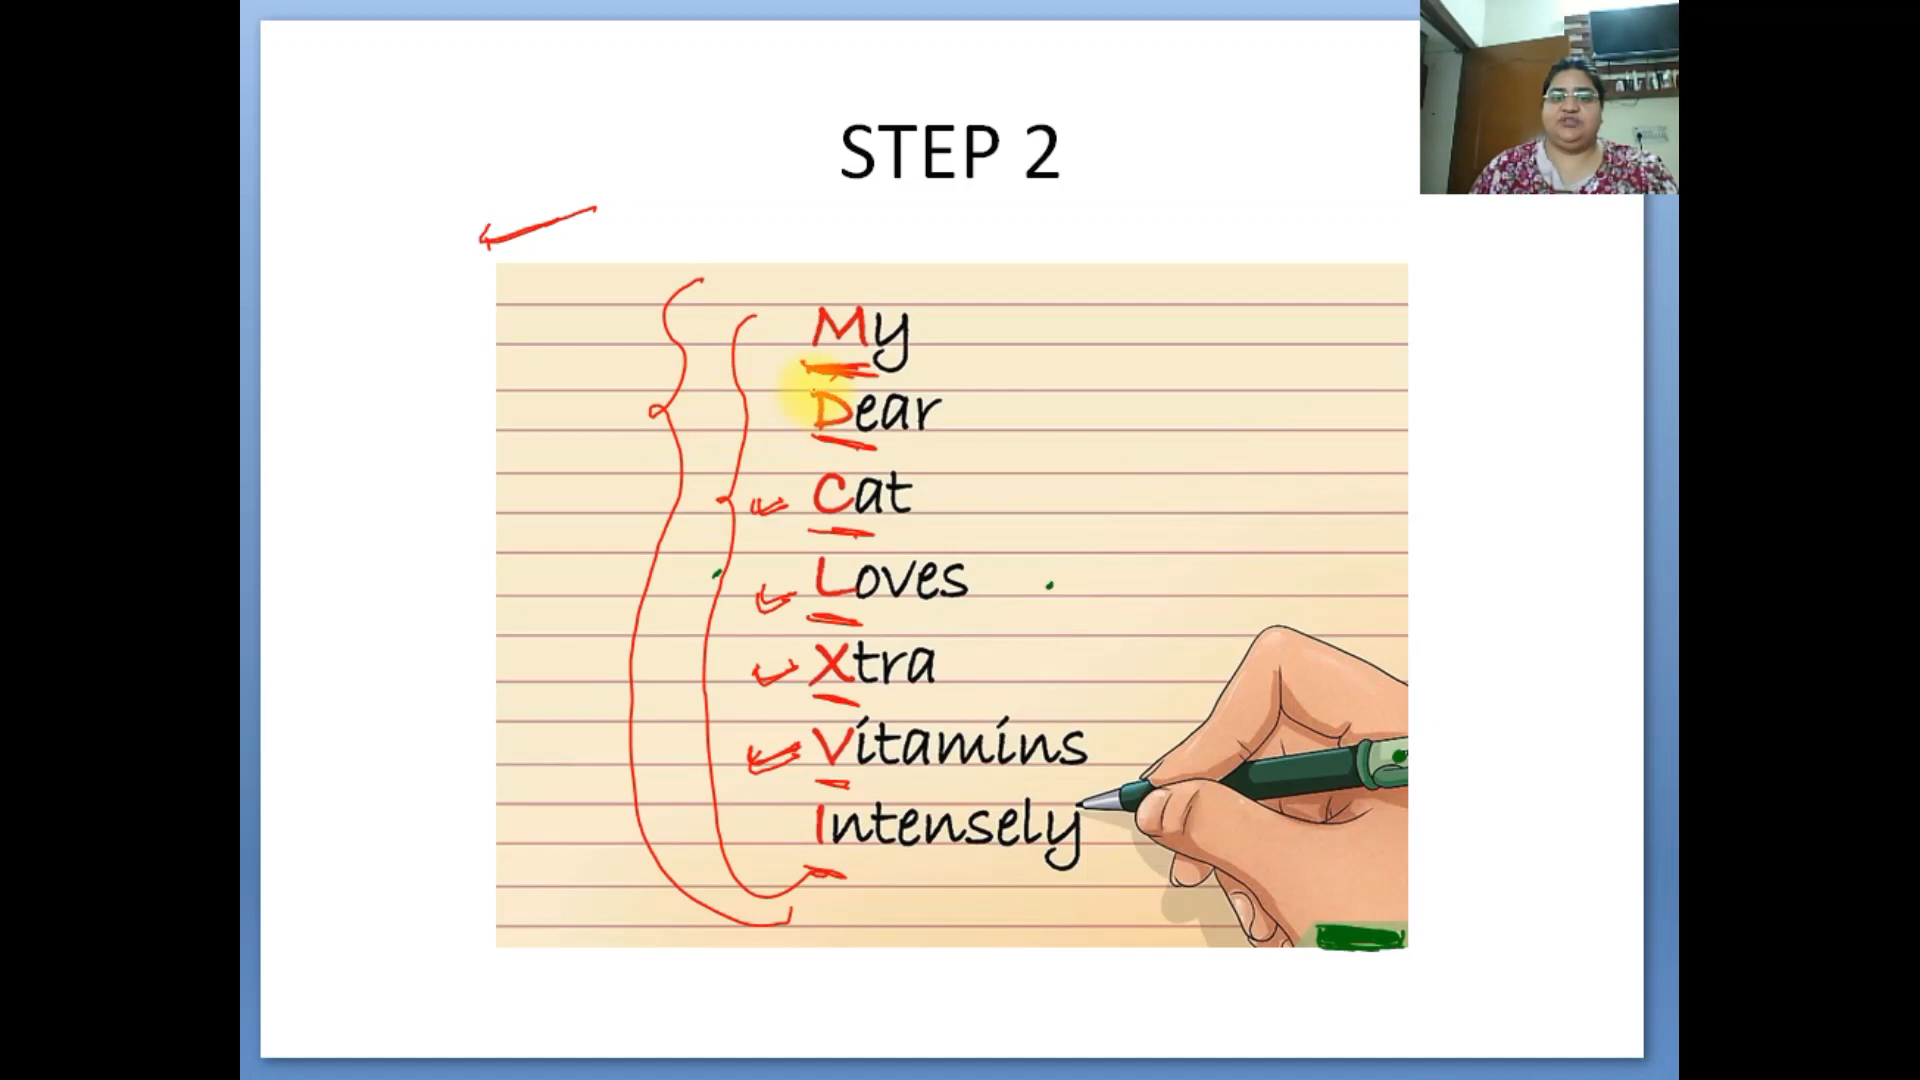 STEP 2
My
Dear
Cat
Loves
Xtra
Vitamins
Intensely